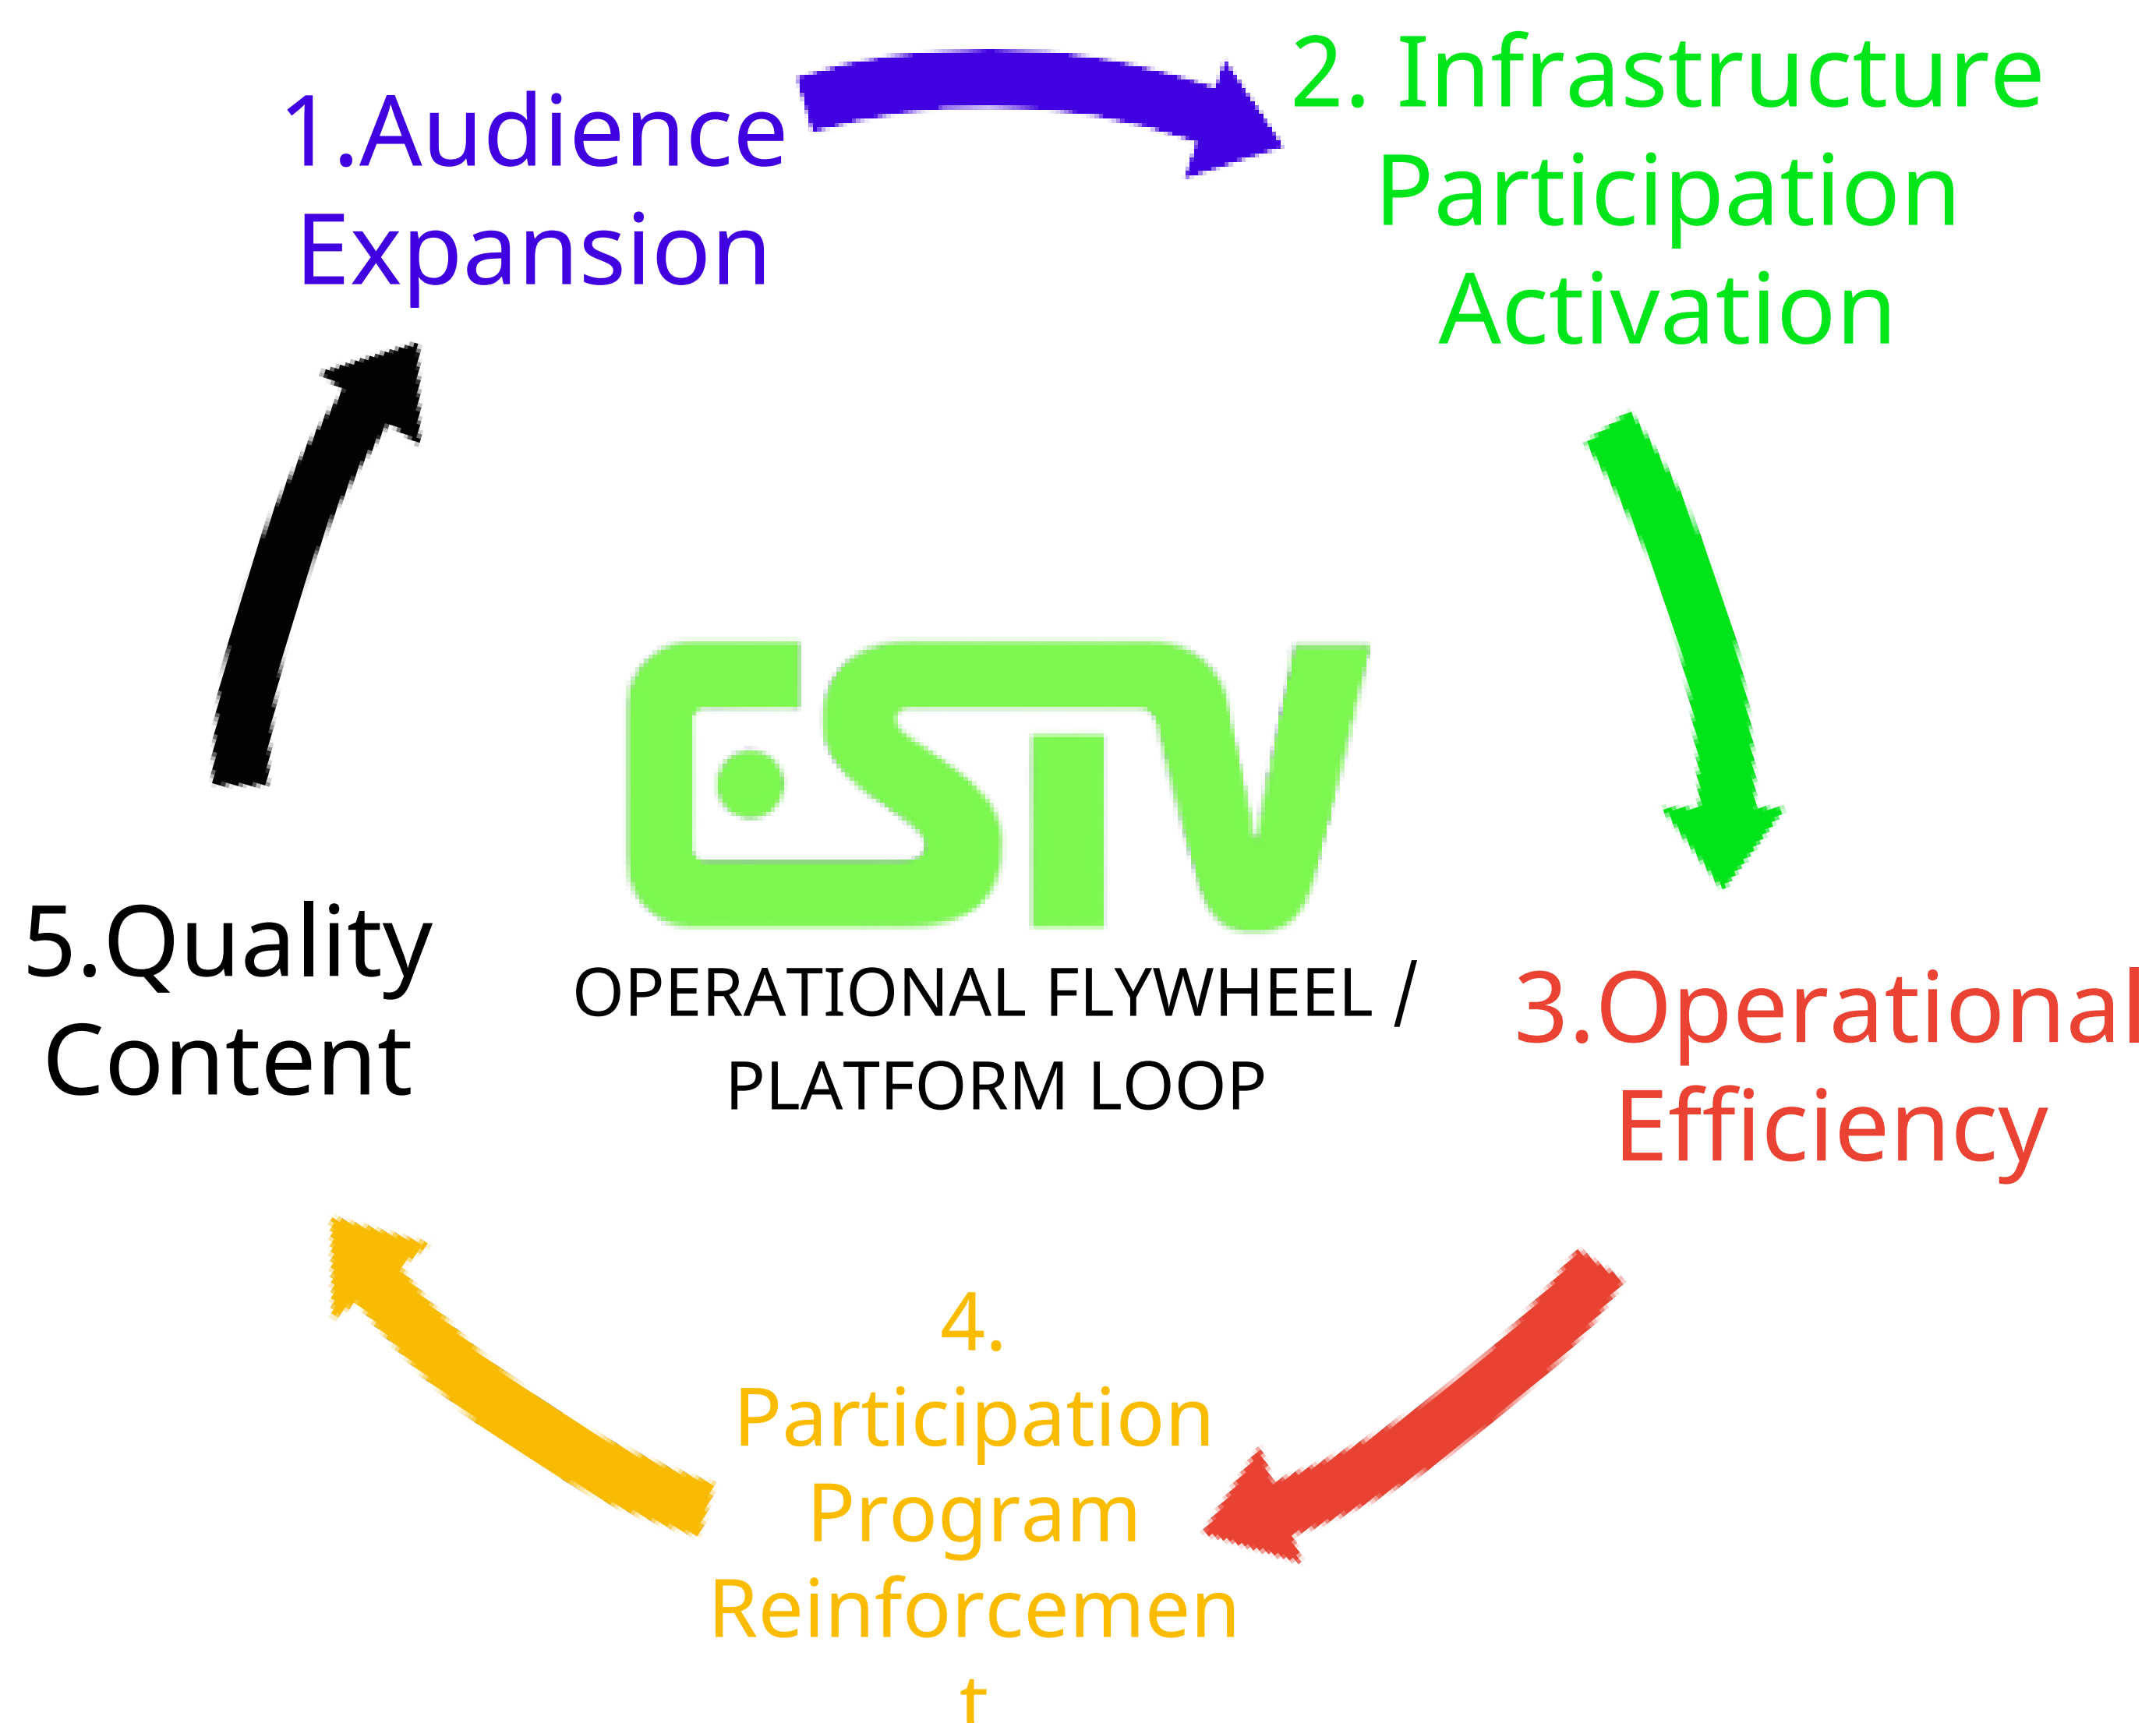 1.Audience
Expansion
2. Infrastructure
Participation
Activation
ESTV
OPERATIONAL FLYWHEEL /
PLATFORM LOOP
3.Operational
Efficiency
4.
Participation
Program
Reinforcemen
t
5.Quality
Content